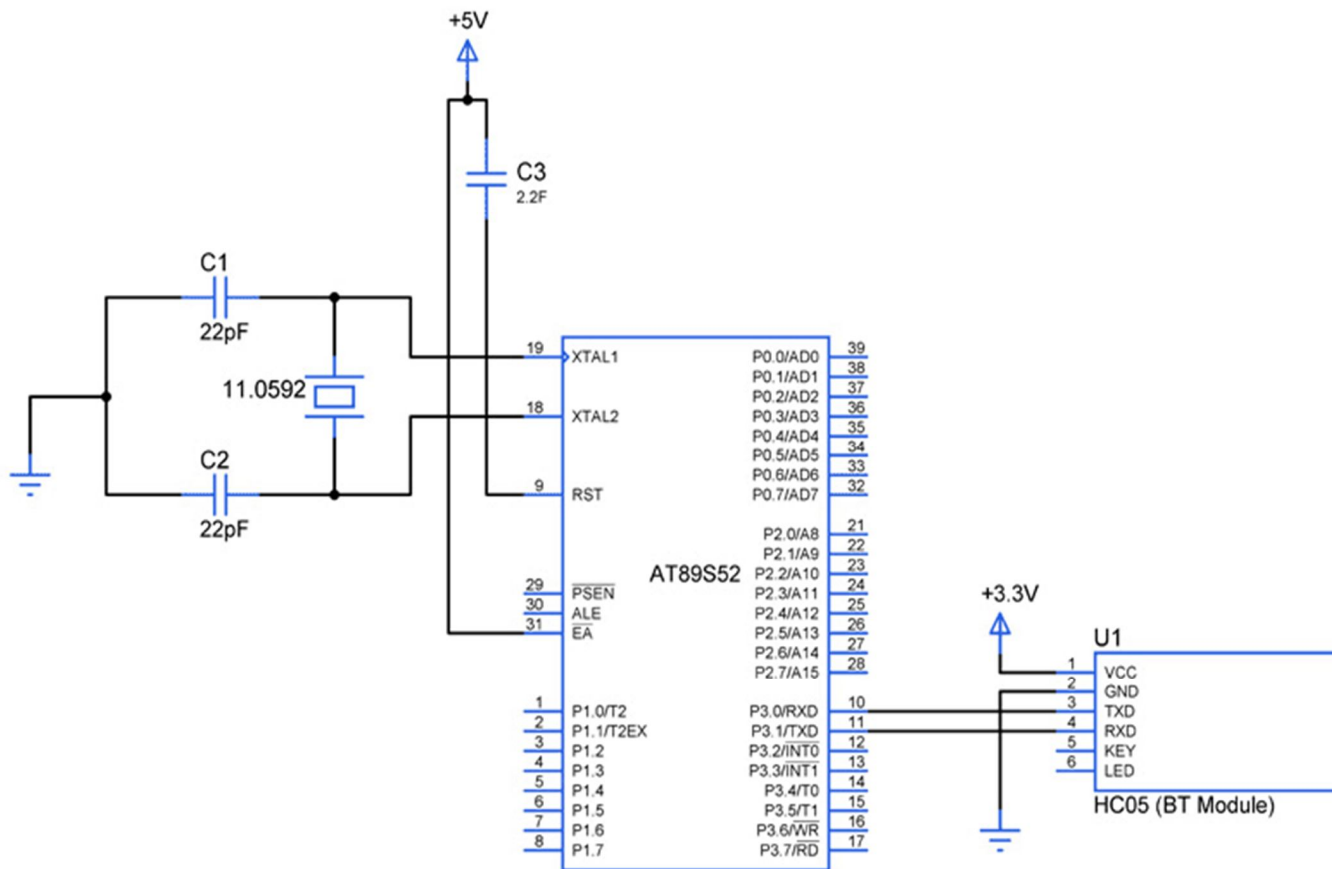 +5V
C3
2.2F
C1
22pF
11.0592
C2
22pF
19 XTAL1
18 XTAL2
9 RST
29 PSEN
30 ALE
31 EA
1 P1.0/T2
2 P1.1/T2EX
3 P1.2
4 P1.3
5 P1.4
6 P1.5
7 P1.6
8 P1.7
AT89S52
P0.0/AD0 39
P0.1/AD1 38
P0.2/AD2 37
P0.3/AD3 36
P0.4/AD4 35
P0.5/AD5 34
P0.6/AD6 33
P0.7/AD7 32
P2.0/A8 21
P2.1/A9 22
P2.2/A10 23
P2.3/A11 24
P2.4/A12 25
P2.5/A13 26
P2.6/A14 27
P2.7/A15 28
P3.0/RXD 10
P3.1/TXD 11
P3.2/INT0 12
P3.3/INT1 13
P3.4/T0 14
P3.5/T1 15
P3.6/WR 16
P3.7/RD 17
+3.3V
U1
1 VCC
2 GND
3 TXD
4 RXD
5 KEY
6 LED
HC05 (BT Module)